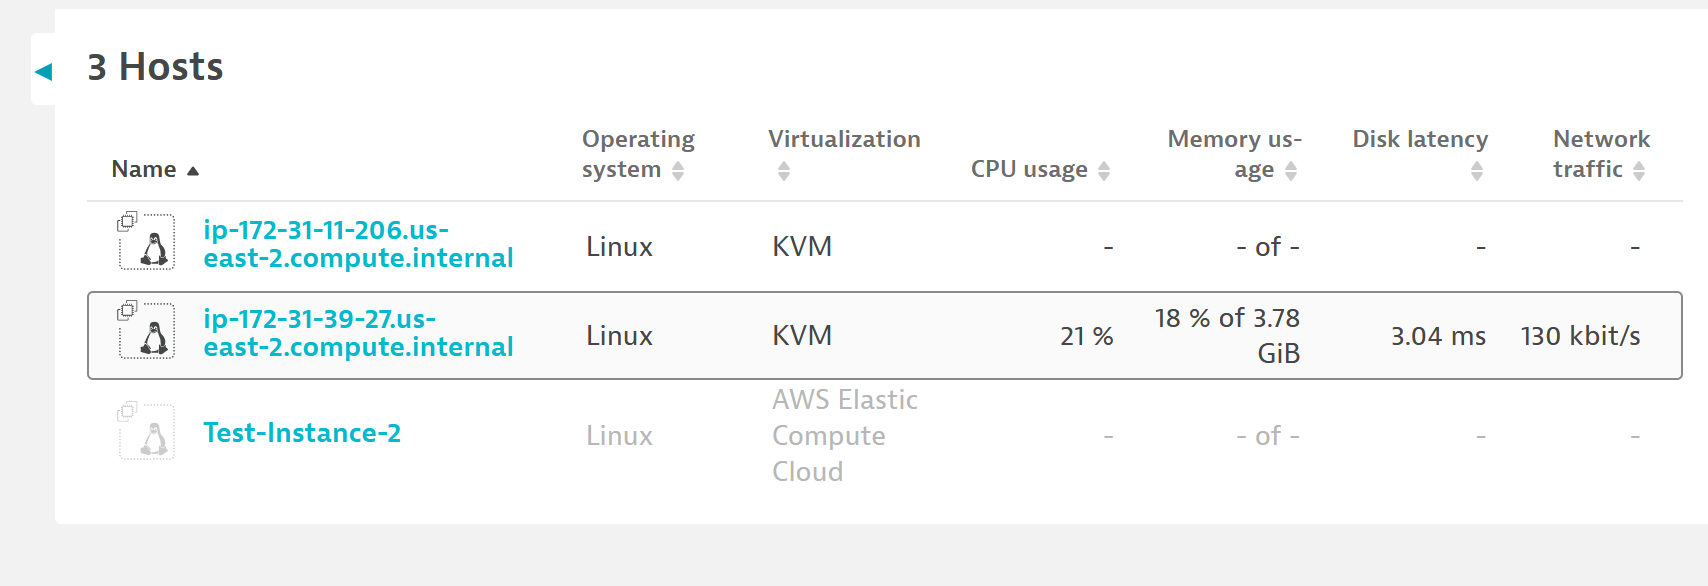 3 Hosts
Name
Operating
system
Virtualization
CPU usage
Memory us-
age
Disk latency
Network
traffic
ip-172-31-11-206.us-
east-2.compute.internal
Linux
KVM
-
- of -
-
-
ip-172-31-39-27.us-
east-2.compute.internal
Linux
KVM
21 %
18 % of 3.78
GiB
3.04 ms
130 kbit/s
Test-Instance-2
Linux
AWS Elastic
Compute
Cloud
-
- of -
-
-